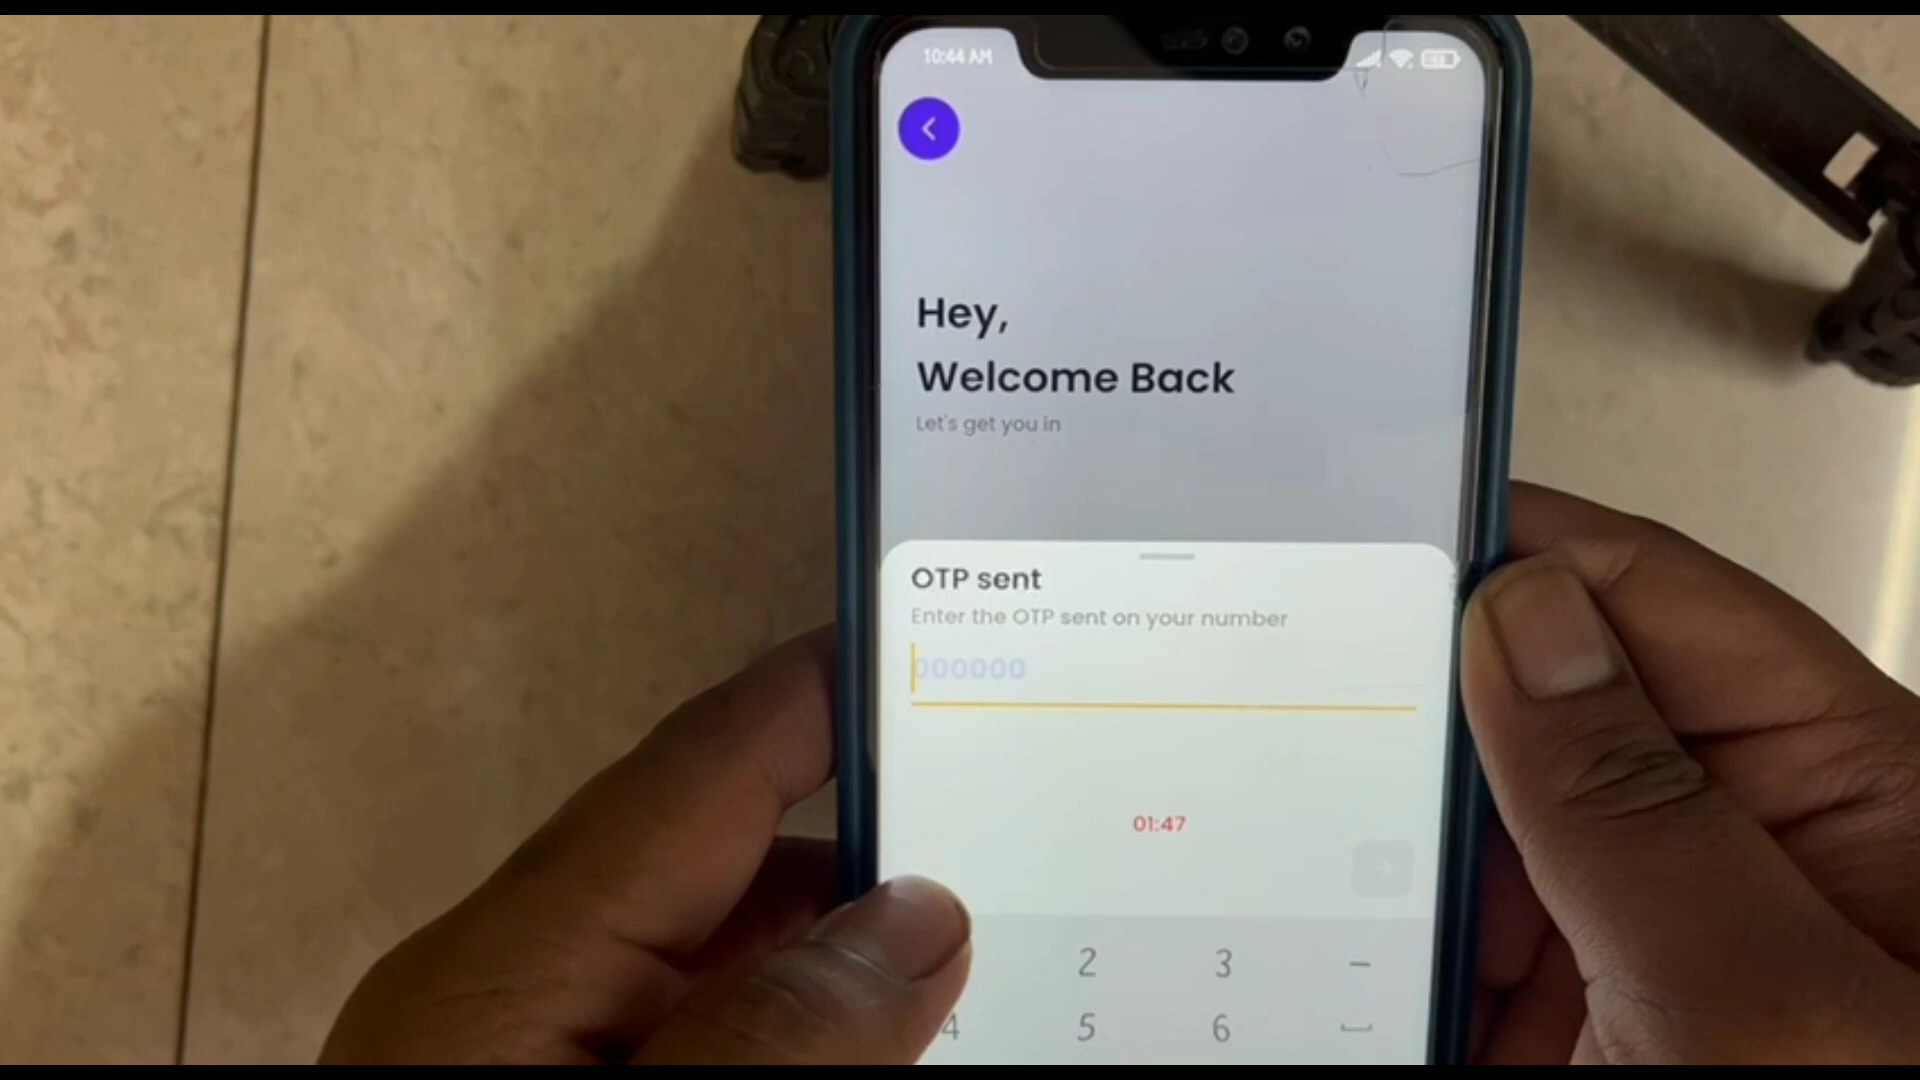 10:44 AM
Hey,
Welcome Back
Let's get you in
OTP sent
Enter the OTP sent on your number
000000
01:47
2 3 -
4 5 6